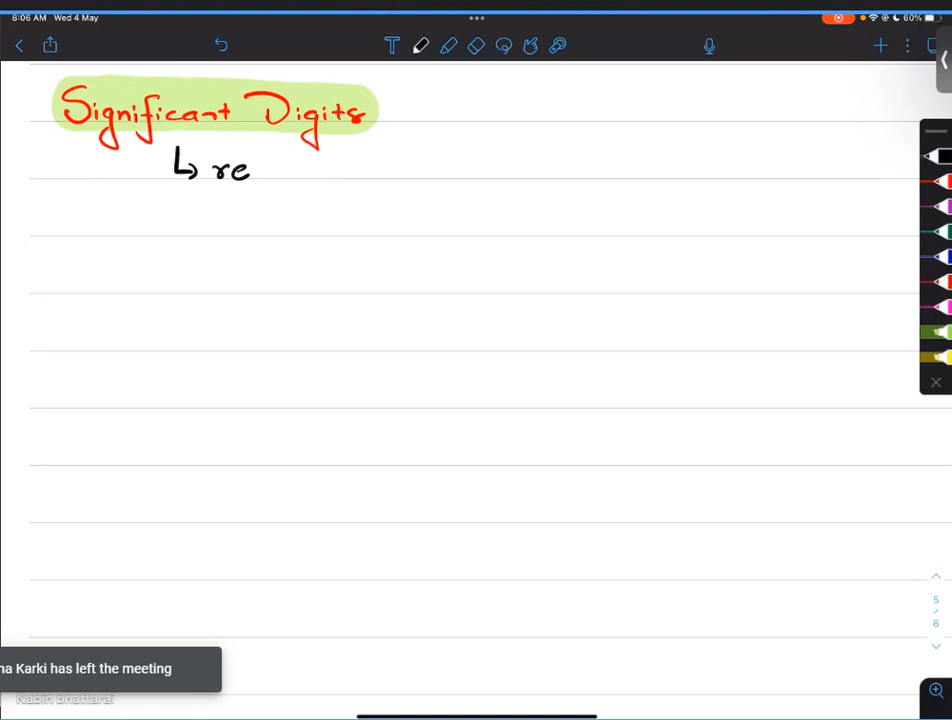 8:06 AM Wed 4 May
60%
T
Significant Digits
↳ re
5
/
6
na Karki has left the meeting
Nabin bhattarai